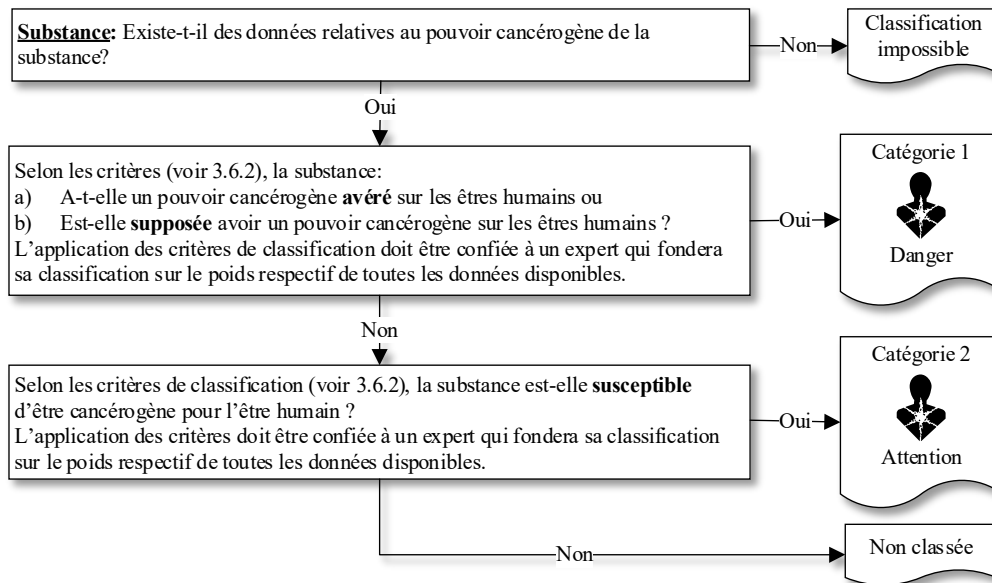 Substance: Existe-t-il des données relatives au pouvoir cancérogène de la
substance?
Non
Classification
impossible
Oui
Selon les critères (voir 3.6.2), la substance:
a) A-t-elle un pouvoir cancérogène avéré sur les êtres humains ou
b) Est-elle supposée avoir un pouvoir cancérogène sur les êtres humains ?
L'application des critères de classification doit être confiée à un expert qui fondera
sa classification sur le poids respectif de toutes les données disponibles.
Oui
Catégorie 1
Danger
Non
Selon les critères de classification (voir 3.6.2), la substance est-elle susceptible
d'être cancérogène pour l'être humain ?
L'application des critères doit être confiée à un expert qui fondera sa classification
sur le poids respectif de toutes les données disponibles.
Oui
Catégorie 2
Attention
Non
Non classée